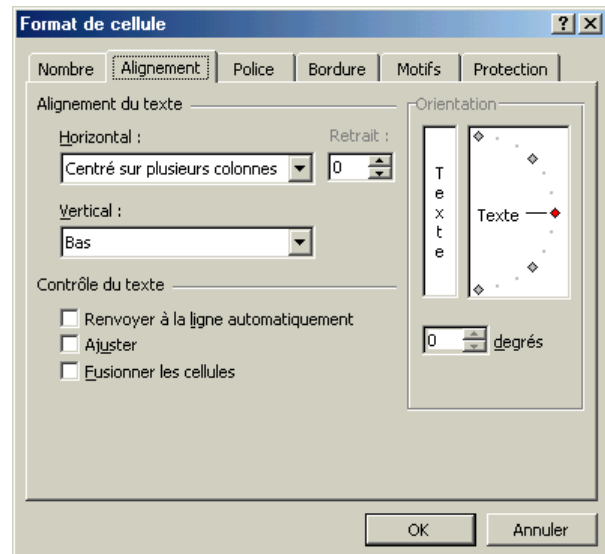 Format de cellule
Nombre Alignement Police Bordure Motifs Protection
Alignement du texte
Horizontal :
Retrait :
Centré sur plusieurs colonnes
0
Vertical :
Bas
Contrôle du texte
Renvoyer à la ligne automatiquement
Ajuster
Fusionner les cellules
Orientation
Texte
Texte
0 degrés
OK Annuler